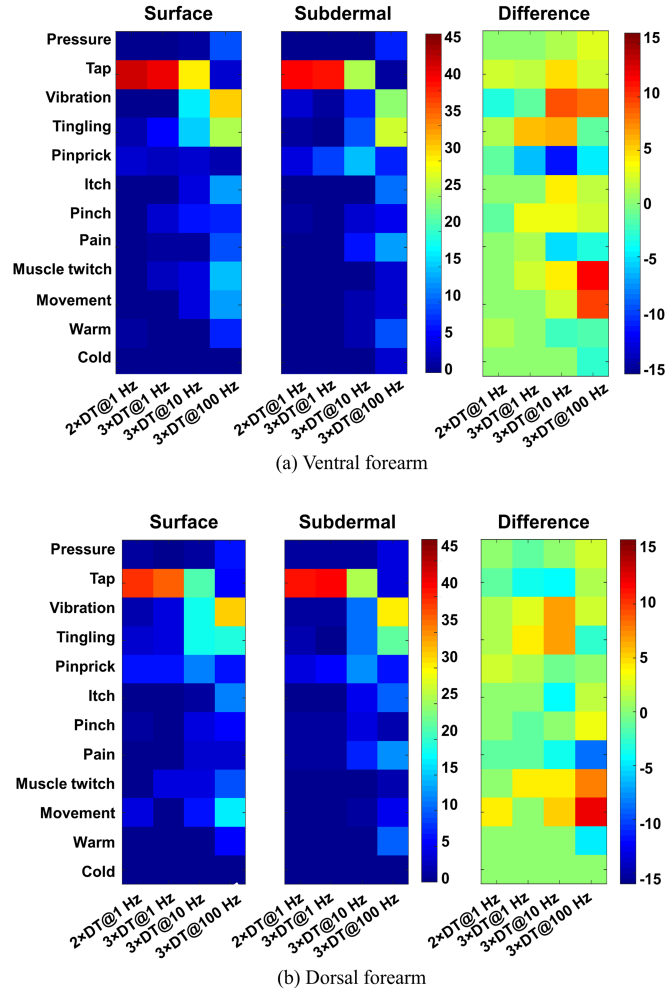 Surface Subdermal Difference
Pressure
Tap
Vibration
Tingling
Pinprick
Itch
Pinch
Pain
Muscle twitch
Movement
Warm
Cold
45
40
35
30
25
20
15
10
5
0
15
10
5
0
-5
-10
-15
2×DT@1 Hz
3×DT@1 Hz
3×DT@10 Hz
3×DT@100 Hz
2×DT@1 Hz
3×DT@1 Hz
3×DT@10 Hz
3×DT@100 Hz
2×DT@1 Hz
3×DT@1 Hz
3×DT@10 Hz
3×DT@100 Hz
(a) Ventral forearm
Surface Subdermal Difference
Pressure
Tap
Vibration
Tingling
Pinprick
Itch
Pinch
Pain
Muscle twitch
Movement
Warm
Cold
45
40
35
30
25
20
15
10
5
0
15
10
5
0
-5
-10
-15
2×DT@1 Hz
3×DT@1 Hz
3×DT@10 Hz
3×DT@100 Hz
2×DT@1 Hz
3×DT@1 Hz
3×DT@10 Hz
3×DT@100 Hz
2×DT@1 Hz
3×DT@1 Hz
3×DT@10 Hz
3×DT@100 Hz
(b) Dorsal forearm